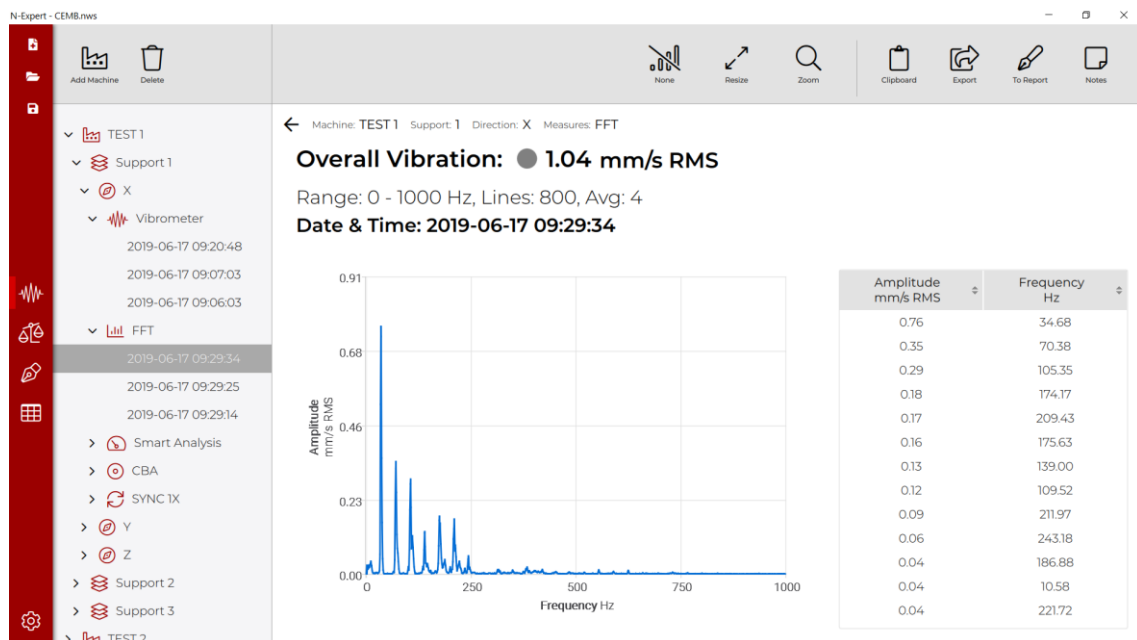 N-Expert - CEMB.nws
Add Machine Delete None Resize Zoom Clipboard Export To Report Notes
TEST 1
Support 1
X
Vibrometer
2019-06-17 09:20:48
2019-06-17 09:07:03
2019-06-17 09:06:03
FFT
2019-06-17 09:29:34
2019-06-17 09:29:25
2019-06-17 09:29:14
Smart Analysis
CBA
SYNC 1X
Y
Z
Support 2
Support 3
TEST 2
Machine: TEST 1 Support: 1 Direction: X Measures: FFT
Overall Vibration: 1.04 mm/s RMS
Range: 0 - 1000 Hz, Lines: 800, Avg: 4
Date & Time: 2019-06-17 09:29:34
0.91
0.68
0.46
0.23
0.00
Amplitude
mm/s RMS
0 250 500 750 1000
Frequency Hz
Amplitude Frequency
mm/s RMS Hz
0.76 34.68
0.35 70.38
0.29 105.35
0.18 174.17
0.17 209.43
0.16 175.63
0.13 139.00
0.12 109.52
0.09 211.97
0.06 243.18
0.04 186.88
0.04 10.58
0.04 221.72